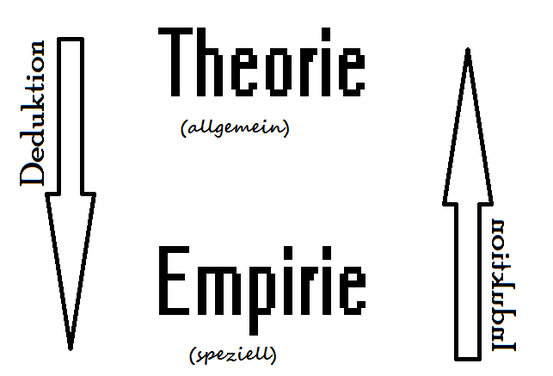 Deduktion
Theorie
(allgemein)
Empirie
(speziell)
Induktion